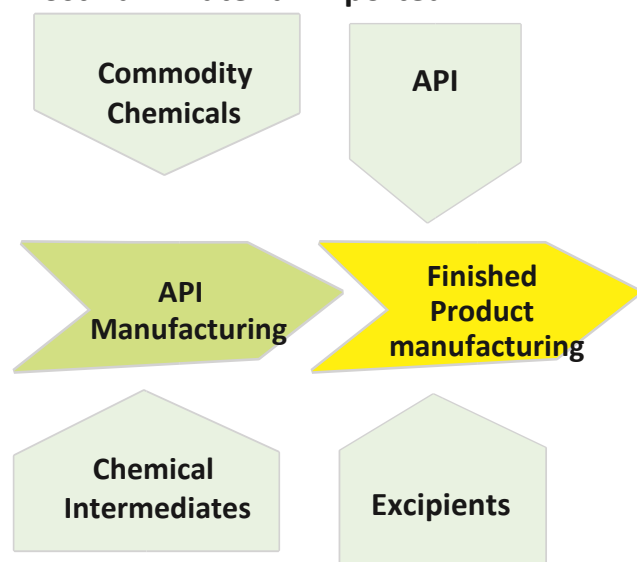 Commodity
Chemicals
API
API
Manufacturing
Finished
Product
manufacturing
Chemical
Intermediates
Excipients